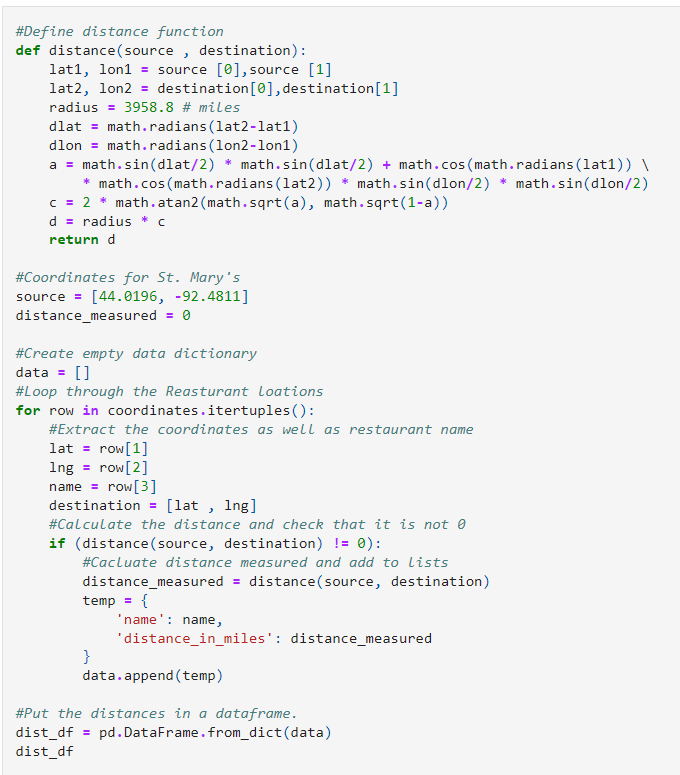 #Define distance function
def distance(source , destination):
    lat1, lon1 = source [0],source [1]
    lat2, lon2 = destination[0],destination[1]
    radius = 3958.8 # miles
    dlat = math.radians(lat2-lat1)
    dlon = math.radians(lon2-lon1)
    a = math.sin(dlat/2) * math.sin(dlat/2) + math.cos(math.radians(lat1)) \
        * math.cos(math.radians(lat2)) * math.sin(dlon/2) * math.sin(dlon/2)
    c = 2 * math.atan2(math.sqrt(a), math.sqrt(1-a))
    d = radius * c
    return d

#Coordinates for St. Mary's
source = [44.0196, -92.4811]
distance_measured = 0

#Create empty data dictionary
data = []
#Loop through the Reasturant loations
for row in coordinates.itertuples():
    #Extract the coordinates as well as restaurant name
    lat = row[1]
    lng = row[2]
    name = row[3]
    destination = [lat , lng]
    #Calculate the distance and check that it is not 0
    if (distance(source, destination) != 0):
        #Cacluate distance measured and add to lists
        distance_measured = distance(source, destination)
        temp = {
            'name': name,
            'distance_in_miles': distance_measured
        }
        data.append(temp)

#Put the distances in a dataframe.
dist_df = pd.DataFrame.from_dict(data)
dist_df